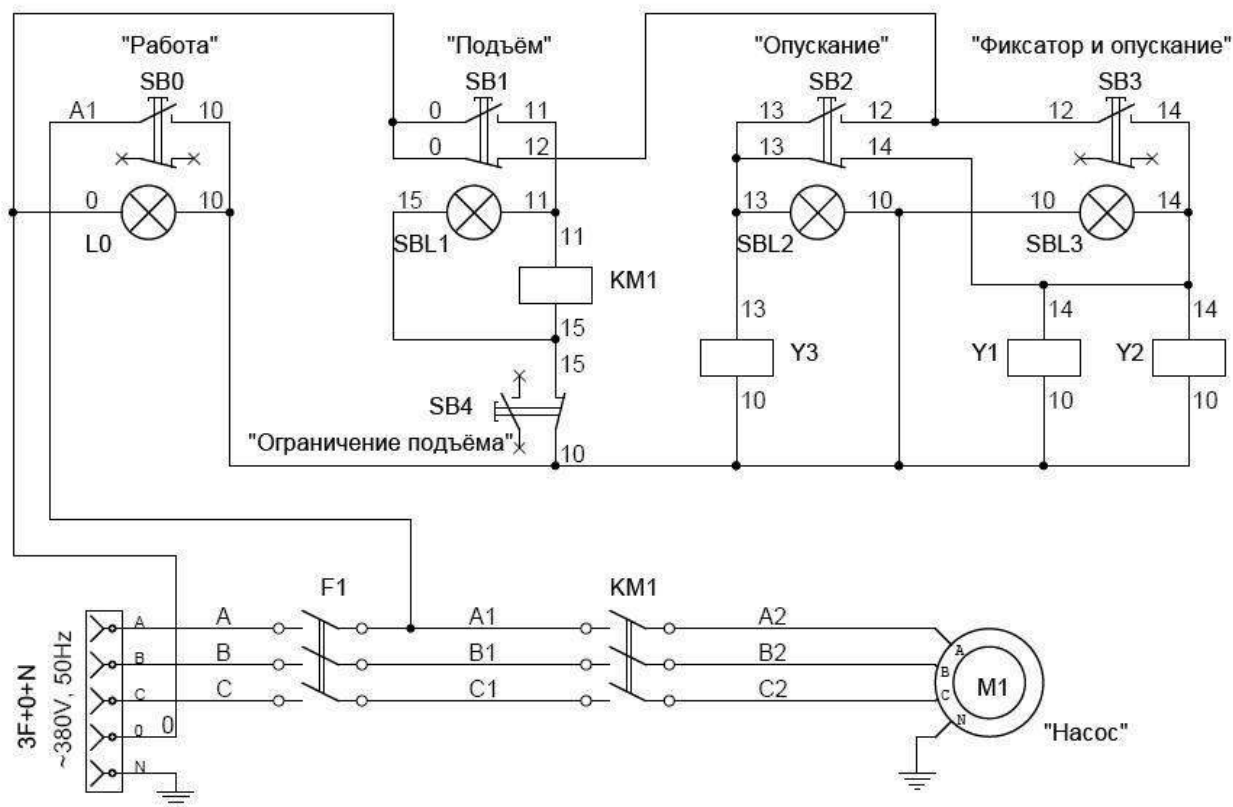 "Работа" "Подъём" "Опускание" "Фиксатор и опускание"
SB0 SB1 SB2 SB3
A1 10 0 11 13 12 12 14
0 12 13 14
0 10 15 11 13 10 10 14
L0 SBL1 SBL2 SBL3
11
KM1
13 14 14
15
Y3 Y1 Y2
15
10 10 10
SB4
"Ограничение подъёма"
10
F1 KM1
A A A1 A2 A
B B B1 B2 B
C C C1 C2 C
M1
0 0 N
"Насос"
N
3F+0+N
~380V, 50Hz